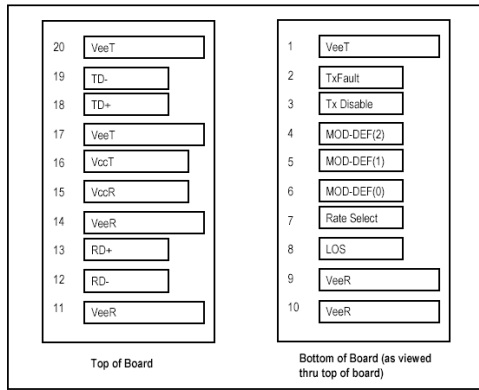 20 VeeT
19 TD-
18 TD+
17 VeeT
16 VccT
15 VccR
14 VeeR
13 RD+
12 RD-
11 VeeR
Top of Board
1 VeeT
2 TxFault
3 Tx Disable
4 MOD-DEF(2)
5 MOD-DEF(1)
6 MOD-DEF(0)
7 Rate Select
8 LOS
9 VeeR
10 VeeR
Bottom of Board (as viewed
thru top of board)